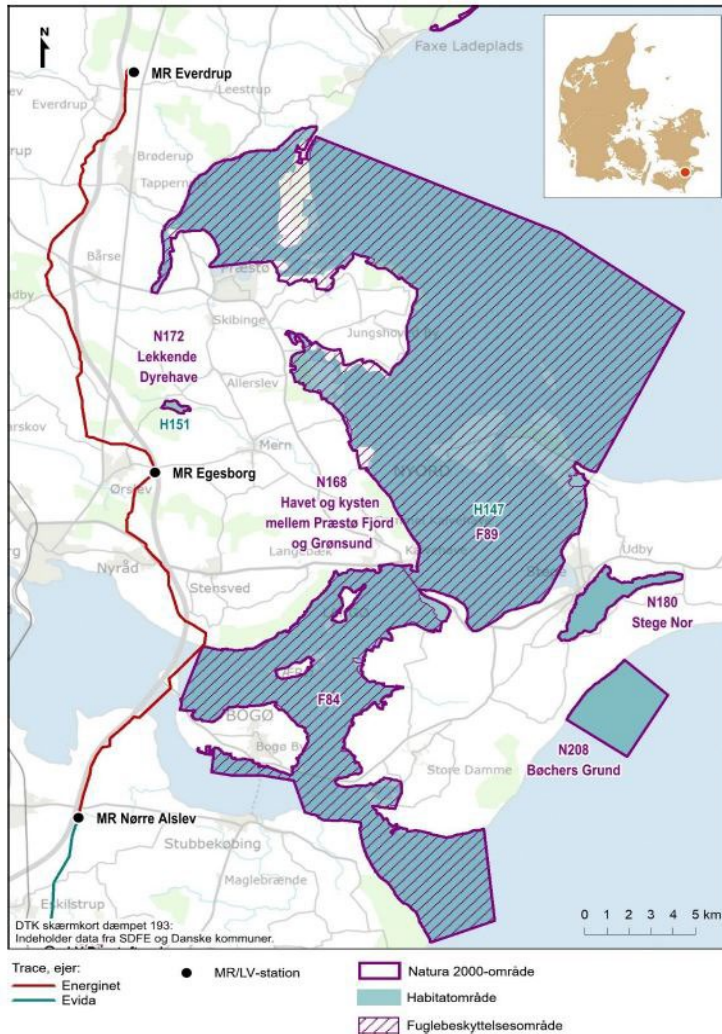 N
Faxe Ladeplads
MR Everdrup
Everdrup
Leestrup
Brøderup
Tappernøje
Bårse
Præstø
Skibinge
Jungshoved By
N172
Lekkende
Dyrehave
Allerslev
H151
Mern
MR Egesborg
NYORD
Ørslev
N168
Havet og kysten
mellem Præstø Fjord
og Grønsund
H147
F89
Langebæk
Kalvehave
Udby
Nyråd
Stensved
Stege
N180
Stege Nor
F84
BOGØ
Bogø By
N208
Bøchers Grund
Store Damme
MR Nørre Alslev
Stubbekøbing
Maglebrænde
Eskilstrup
0 1 2 3 4 5 km
DTK skærmkort dæmpet 193:
Indeholder data fra SDFE og Danske kommuner.
Trace, ejer:
Energinet
Evida
MR/LV-station
Natura 2000-område
Habitatområde
Fuglebeskyttelsesområde